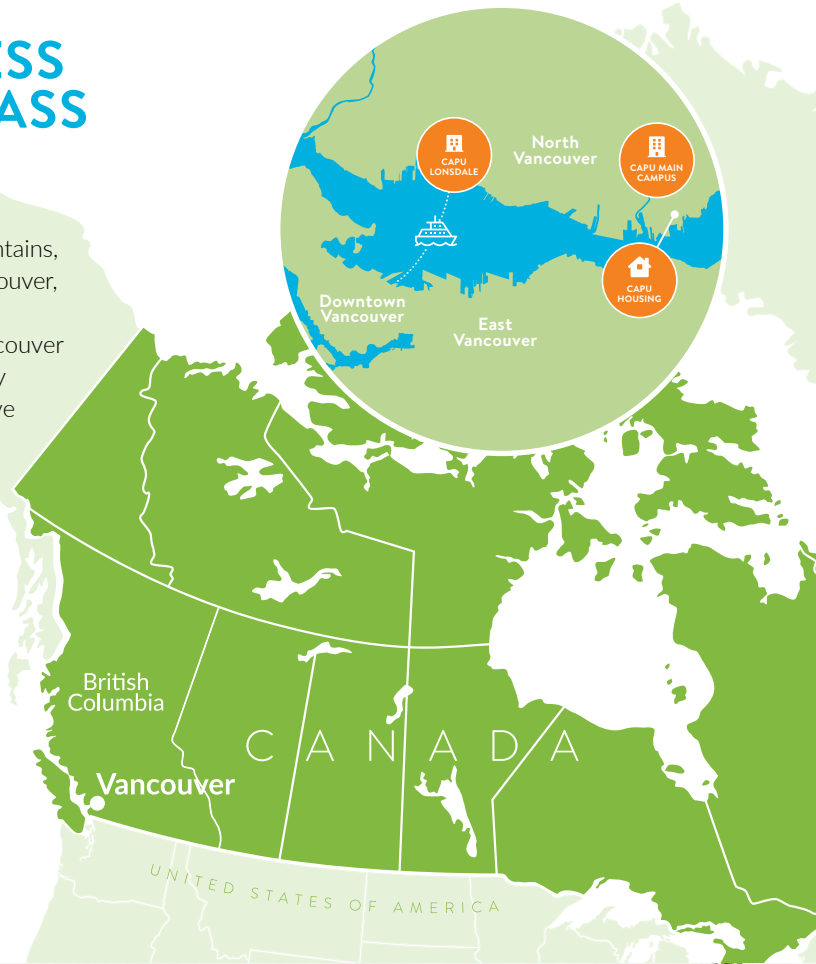 ESS
ASS
ntains,
ouver,
couver
y
ve
North
Vancouver
CAPU
LONSDALE
CAPU MAIN
CAMPUS
CAPU
HOUSING
Downtown
Vancouver
East
Vancouver
British
Columbia
CANADA
Vancouver
UNITED STATES OF AMERICA